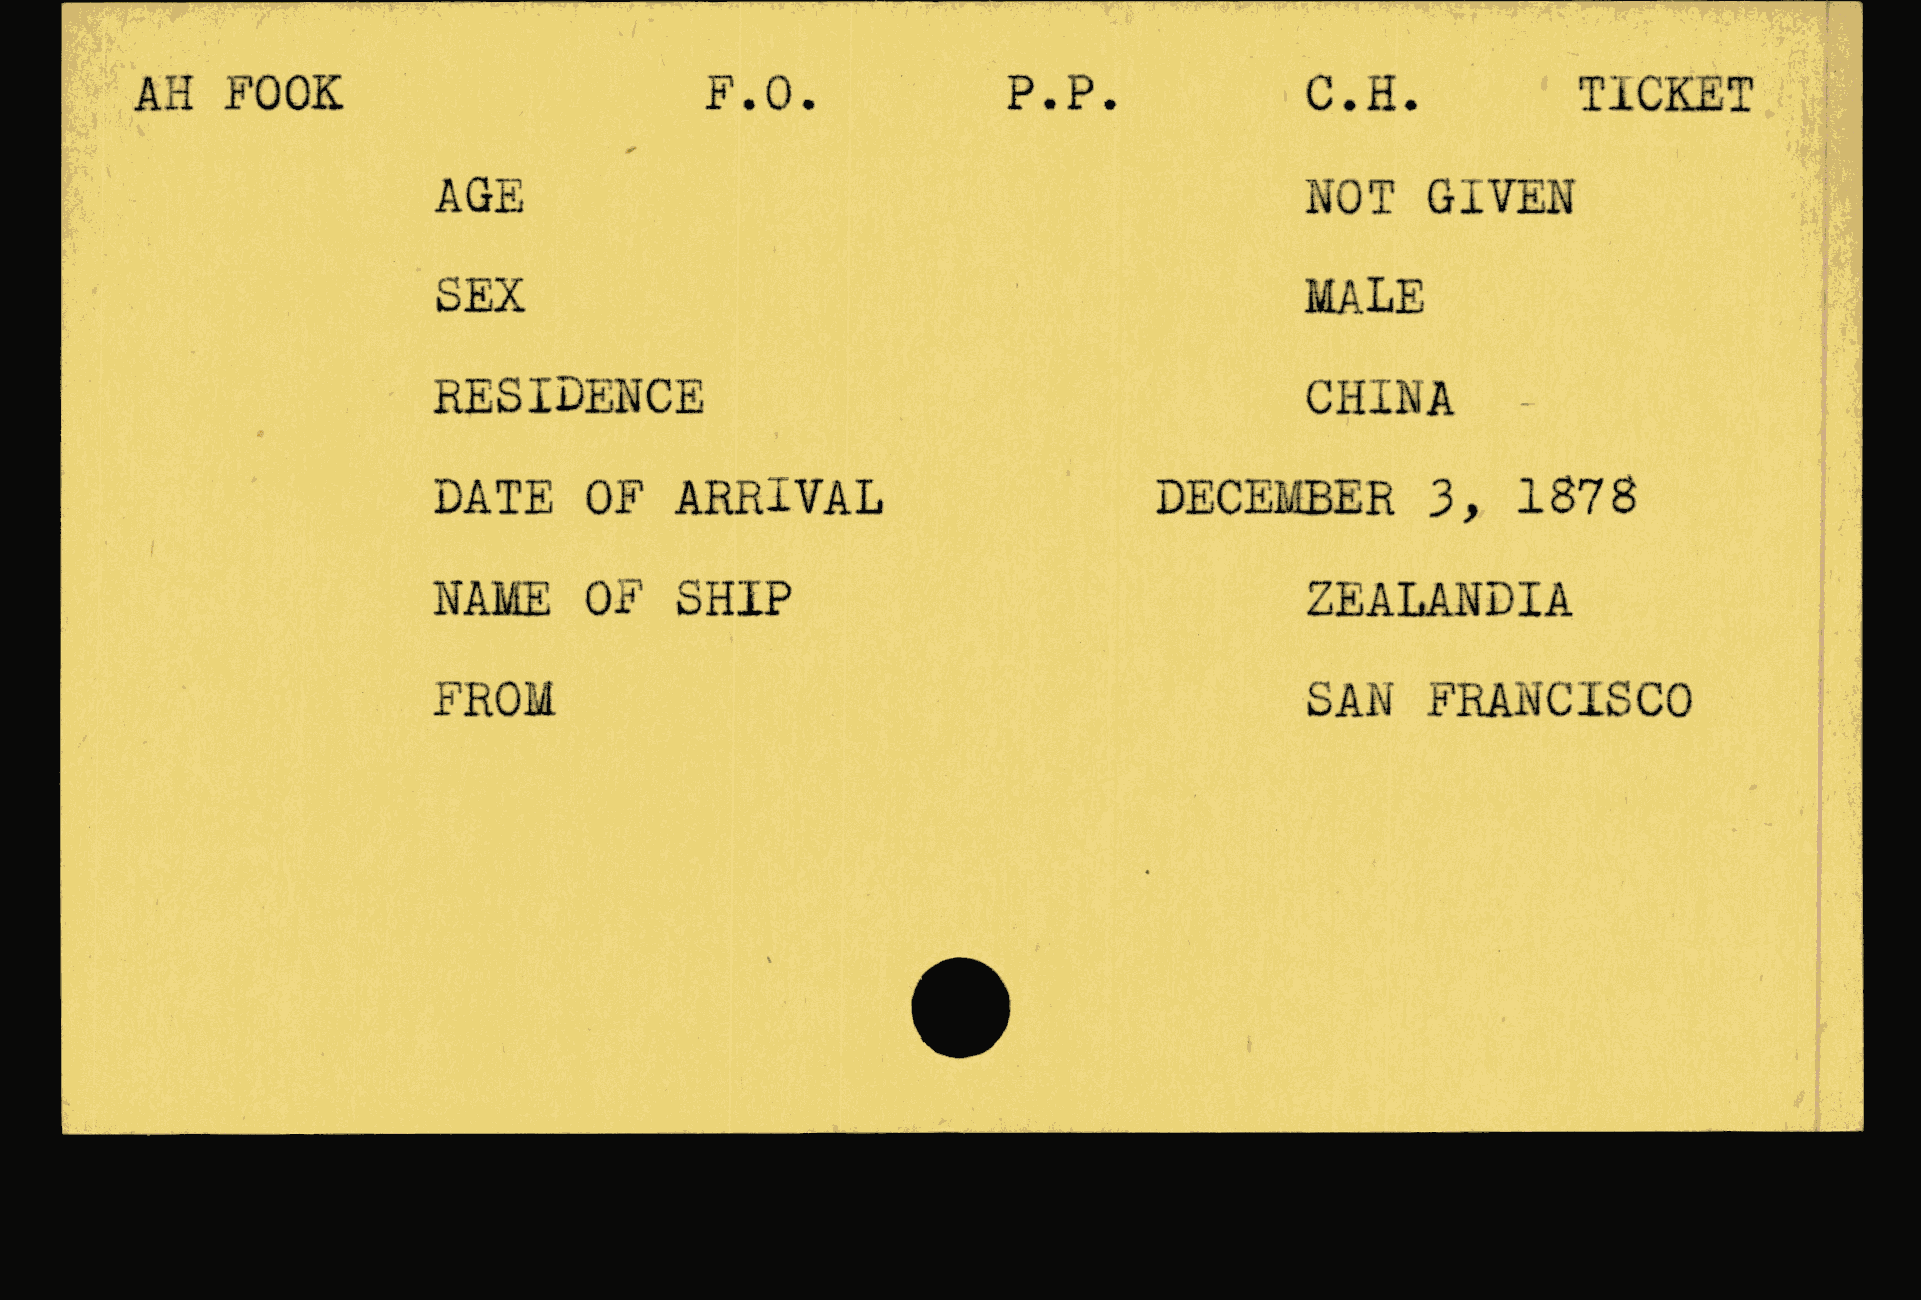 AH FOOK F.O. P.P. C.H. TICKET
AGE NOT GIVEN
SEX MALE
RESIDENCE CHINA
DATE OF ARRIVAL DECEMBER 3, 1878
NAME OF SHIP ZEALANDIA
FROM SAN FRANCISCO